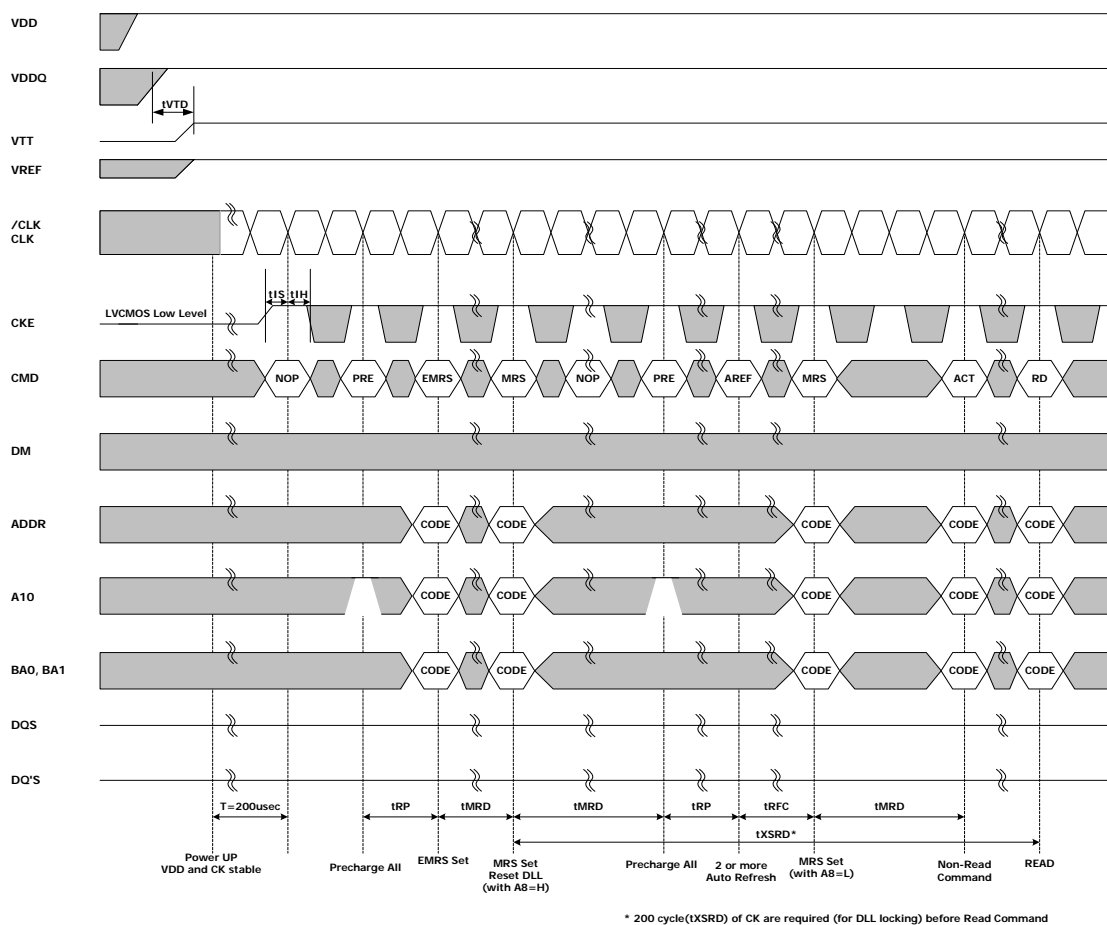 VDD
VDDQ
tVTD
VTT
VREF
/CLK
CLK
tIS tIH
LVCMOS Low Level
CKE
CMD NOP PRE EMRS MRS NOP PRE AREF MRS ACT RD
DM
ADDR CODE CODE CODE CODE CODE
A10 CODE CODE CODE CODE CODE
BA0, BA1 CODE CODE CODE CODE CODE
DQS
DQ'S
T=200usec tRP tMRD tMRD tRP tRFC tMRD
tXSRD*
Power UP
VDD and CK stable
Precharge All
EMRS Set
MRS Set
Reset DLL
(with A8=H)
Precharge All
2 or more
Auto Refresh
MRS Set
(with A8=L)
Non-Read
Command
READ
* 200 cycle(tXSRD) of CK are required (for DLL locking) before Read Command